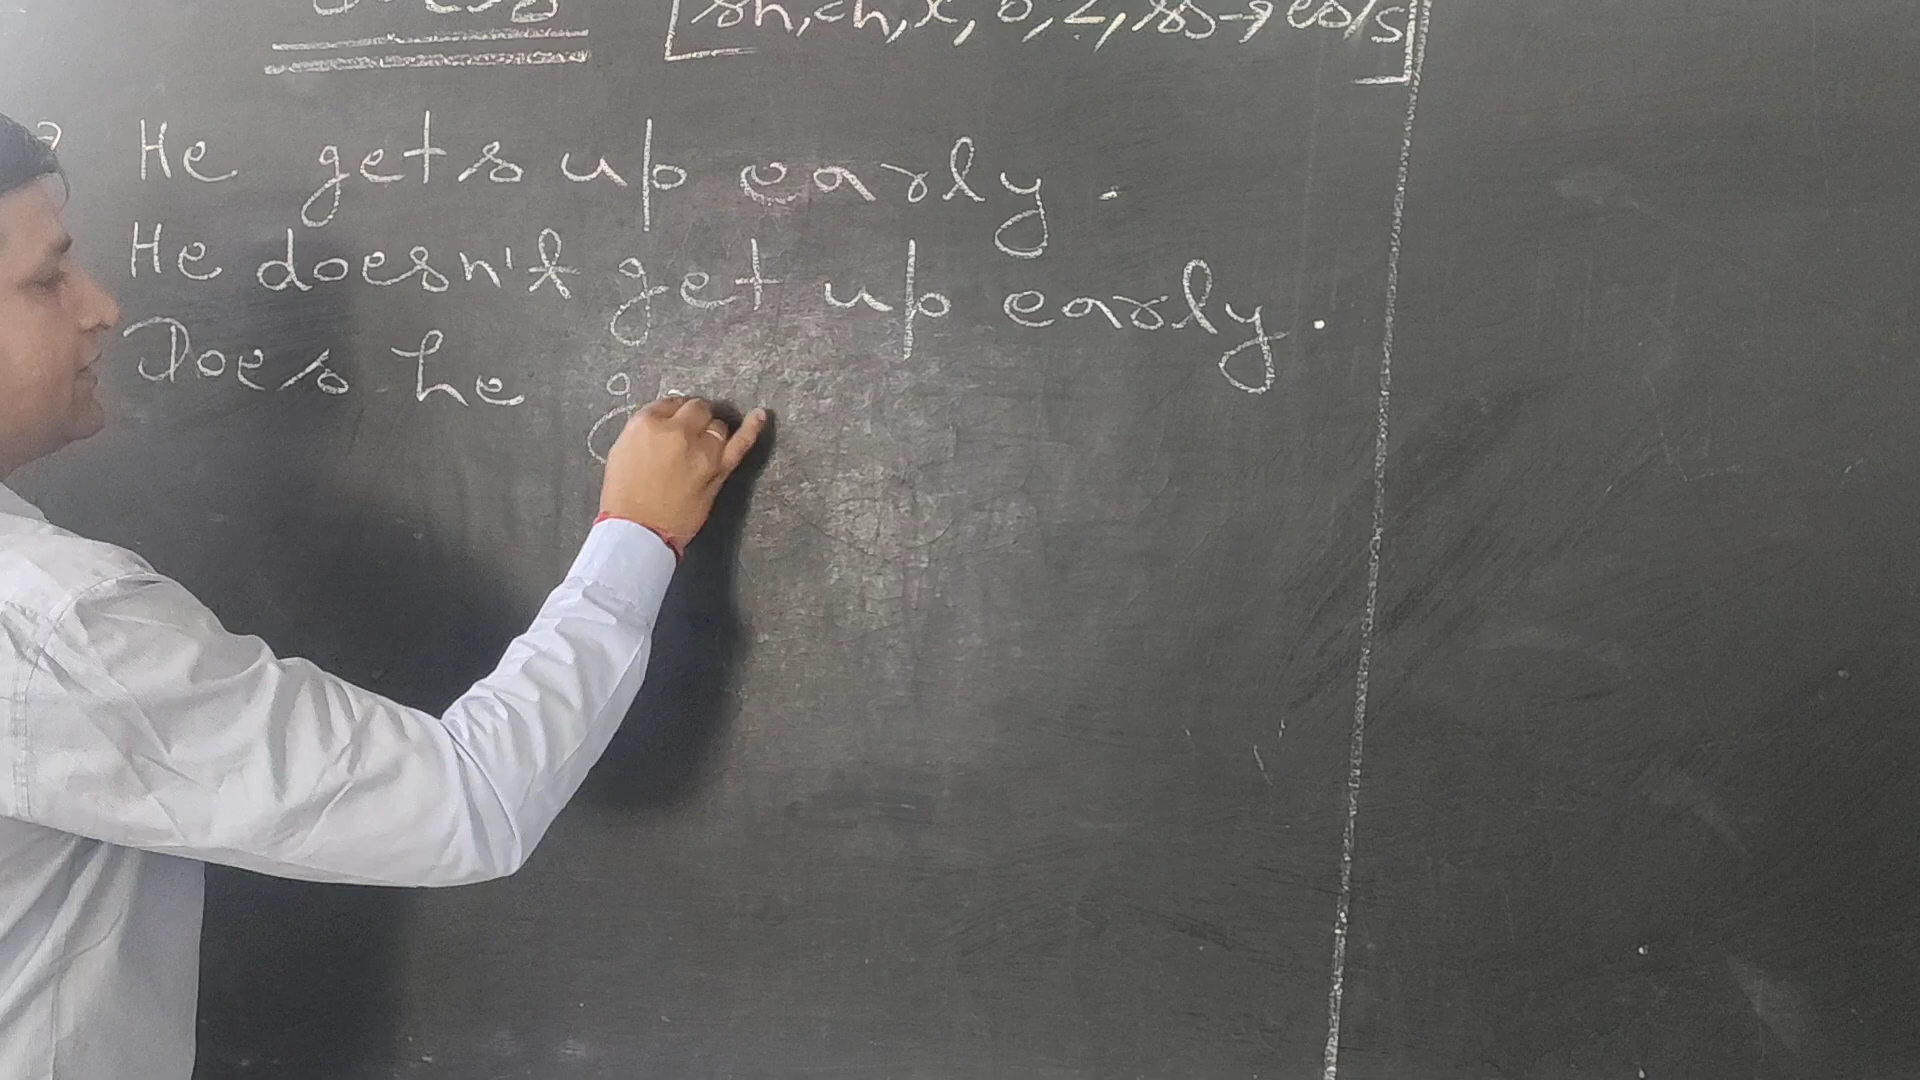 [sh, ch, x, o, z, ss → es/s]
He gets up early.
He doesn't get up early.
Does he